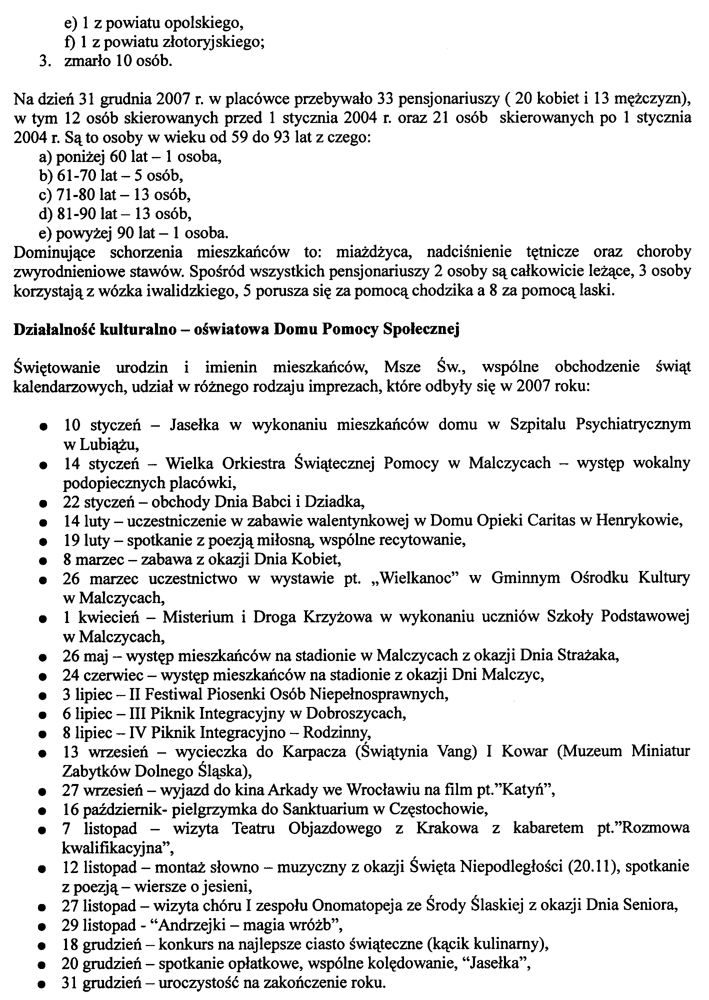 e) 1 z powiatu opolskiego,
f) 1 z powiatu złotoryjskiego;
3. zmarło 10 osób.
Na dzień 31 grudnia 2007 r. w placówce przebywało 33 pensjonariuszy ( 20 kobiet i 13 mężczyzn),
w tym 12 osób skierowanych przed 1 stycznia 2004 r. oraz 21 osób skierowanych po 1 stycznia
2004 r. Są to osoby w wieku od 59 do 93 lat z czego:
a) poniżej 60 lat – 1 osoba,
b) 61-70 lat – 5 osób,
c) 71-80 lat – 13 osób,
d) 81-90 lat – 13 osób,
e) powyżej 90 lat – 1 osoba.
Dominujące schorzenia mieszkańców to: miażdżyca, nadciśnienie tętnicze oraz choroby
zwyrodnieniowe stawów. Spośród wszystkich pensjonariuszy 2 osoby są całkowicie leżące, 3 osoby
korzystają z wózka iwalidzkiego, 5 porusza się za pomocą chodzika a 8 za pomocą laski.
Działalność kulturalno – oświatowa Domu Pomocy Społecznej
Świętowanie urodzin i imienin mieszkańców, Msze Św., wspólne obchodzenie świąt
kalendarzowych, udział w różnego rodzaju imprezach, które odbyły się w 2007 roku:
● 10 styczeń – Jasełka w wykonaniu mieszkańców domu w Szpitalu Psychiatrycznym
w Lubiążu,
● 14 styczeń – Wielka Orkiestra Świątecznej Pomocy w Malczycach – występ wokalny
podopiecznych placówki,
● 22 styczeń – obchody Dnia Babci i Dziadka,
● 14 luty – uczestniczenie w zabawie walentynkowej w Domu Opieki Caritas w Henrykowie,
● 19 luty – spotkanie z poezją miłosną, wspólne recytowanie,
● 8 marzec – zabawa z okazji Dnia Kobiet,
● 26 marzec uczestnictwo w wystawie pt. „Wielkanoc” w Gminnym Ośrodku Kultury
w Malczycach,
● 1 kwiecień – Misterium i Droga Krzyżowa w wykonaniu uczniów Szkoły Podstawowej
w Malczycach,
● 26 maj – występ mieszkańców na stadionie w Malczycach z okazji Dnia Strażaka,
● 24 czerwiec – występ mieszkańców na stadionie z okazji Dni Malczyc,
● 3 lipiec – II Festiwal Piosenki Osób Niepełnosprawnych,
● 6 lipiec – III Piknik Integracyjny w Dobroszycach,
● 8 lipiec – IV Piknik Integracyjno – Rodzinny,
● 13 wrzesień – wycieczka do Karpacza (Świątynia Vang) I Kowar (Muzeum Miniatur
Zabytków Dolnego Śląska),
● 27 wrzesień – wyjazd do kina Arkady we Wrocławiu na film pt.”Katyń”,
● 16 październik- pielgrzymka do Sanktuarium w Częstochowie,
● 7 listopad – wizyta Teatru Objazdowego z Krakowa z kabaretem pt.”Rozmowa
kwalifikacyjna”,
● 12 listopad – montaż słowno – muzyczny z okazji Święta Niepodległości (20.11), spotkanie
z poezją – wiersze o jesieni,
● 27 listopad – wizyta chóru I zespołu Onomatopeja ze Środy Ślaskiej z okazji Dnia Seniora,
● 29 listopad - “Andrzejki – magia wróżb”,
● 18 grudzień – konkurs na najlepsze ciasto świąteczne (kącik kulinarny),
● 20 grudzień – spotkanie opłatkowe, wspólne kolędowanie, “Jasełka”,
● 31 grudzień – uroczystość na zakończenie roku.